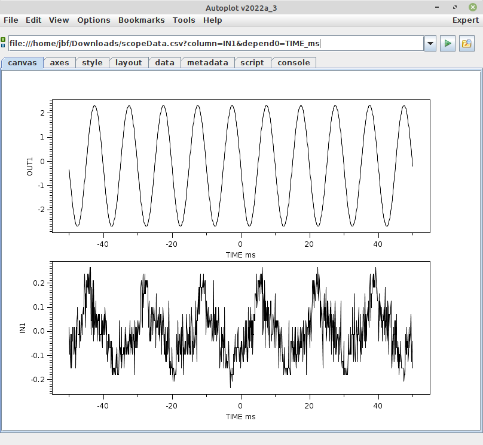 Autoplot v2022a_3
File Edit View Options Bookmarks Tools Help Expert
file:///home/jbf/Downloads/scopeData.csv?column=IN1&depend0=TIME_ms
canvas axes style layout data metadata script console
OUT1
2
1
0
-1
-2
-40 -20 0 20 40
TIME ms
IN1
0.2
0.1
0.0
-0.1
-0.2
-40 -20 0 20 40
TIME ms